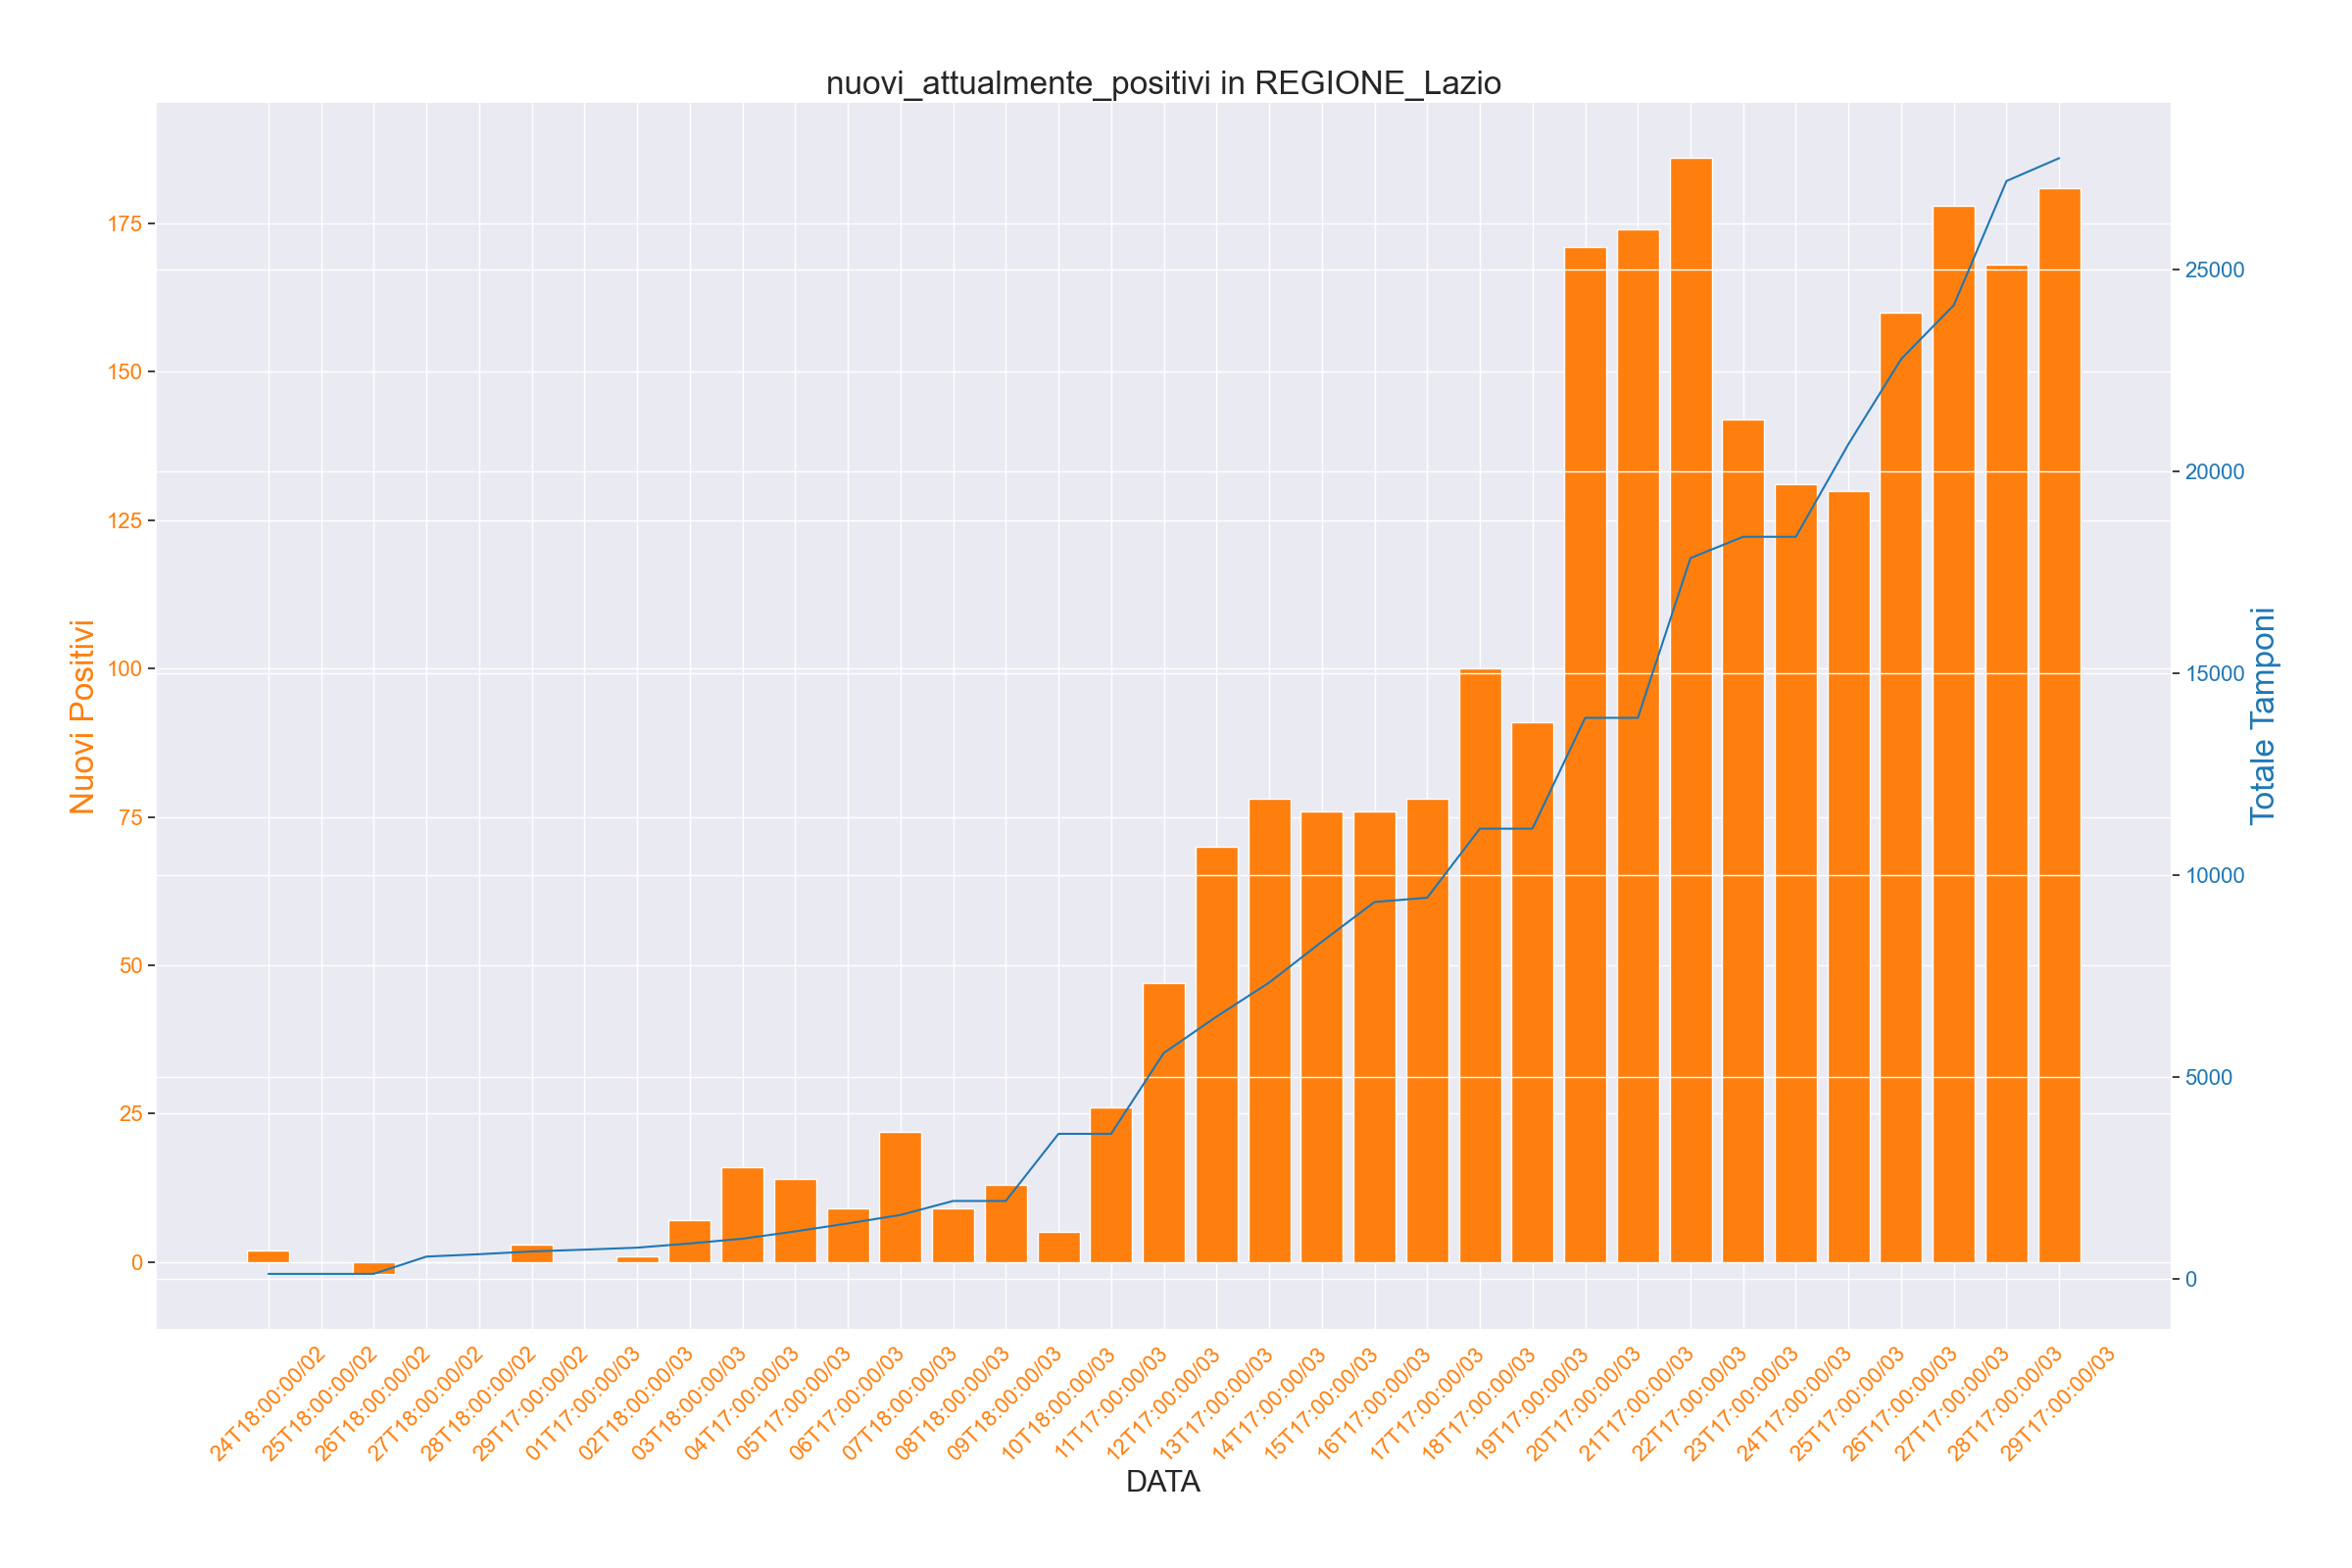 nuovi_attualmente_positivi in REGIONE_Lazio
Nuovi Positivi
175
150
125
100
75
50
25
0
25000
20000
15000
10000
5000
0
Totale Tamponi
24T18:00:00/02
25T18:00:00/02
26T18:00:00/02
27T18:00:00/02
28T18:00:00/02
29T17:00:00/02
01T17:00:00/03
02T18:00:00/03
03T18:00:00/03
04T17:00:00/03
05T17:00:00/03
06T17:00:00/03
07T18:00:00/03
08T18:00:00/03
09T18:00:00/03
10T18:00:00/03
11T17:00:00/03
12T17:00:00/03
13T17:00:00/03
14T17:00:00/03
15T17:00:00/03
16T17:00:00/03
17T17:00:00/03
18T17:00:00/03
19T17:00:00/03
20T17:00:00/03
21T17:00:00/03
22T17:00:00/03
23T17:00:00/03
24T17:00:00/03
25T17:00:00/03
26T17:00:00/03
27T17:00:00/03
28T17:00:00/03
29T17:00:00/03
DATA